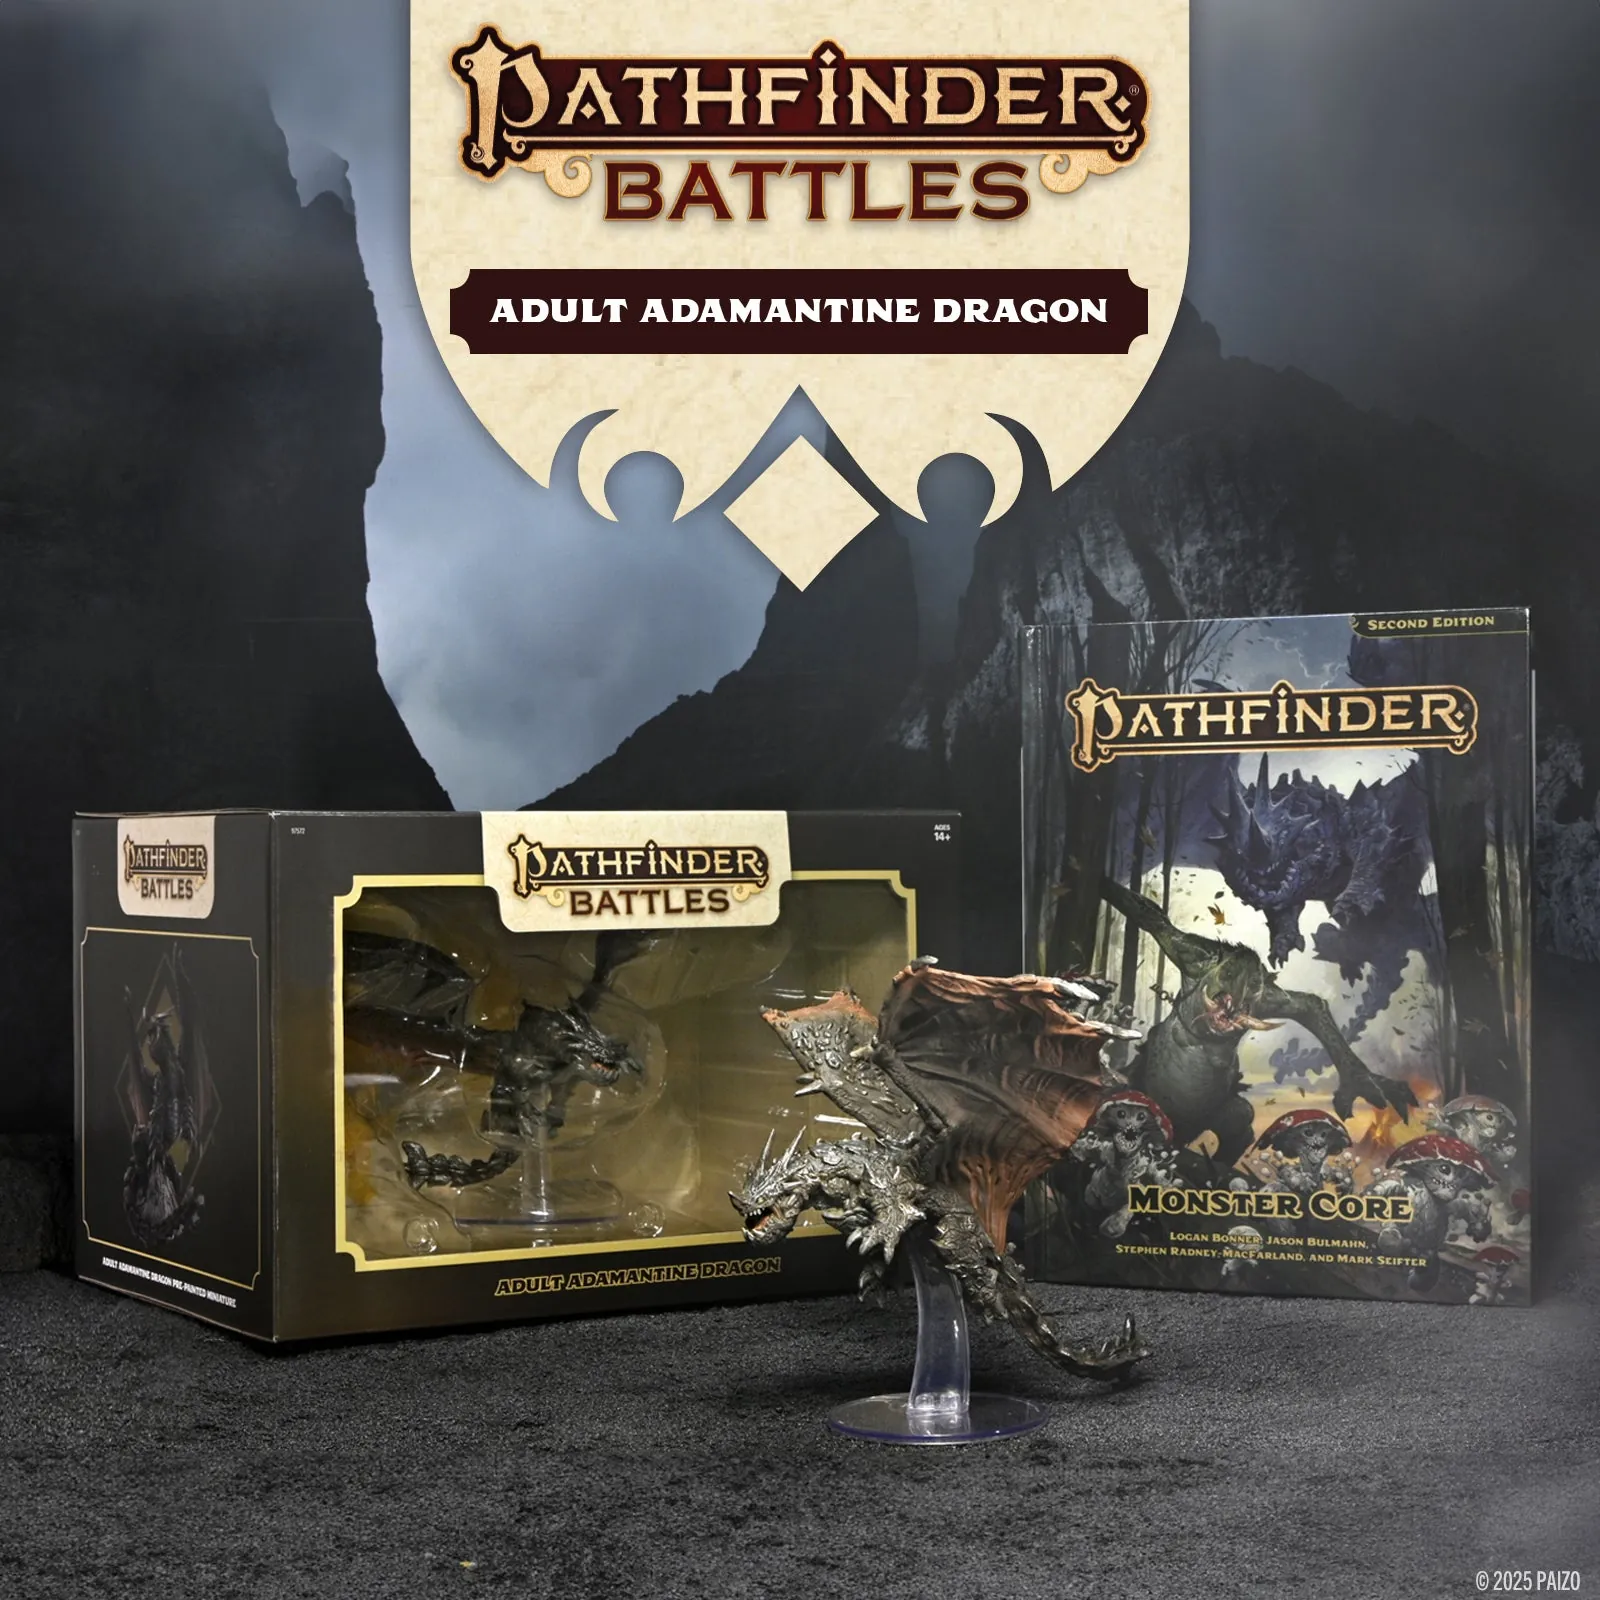 PATHFINDER®
BATTLES
ADULT ADAMANTINE DRAGON
SECOND EDITION
PATHFINDER
MONSTER CORE
LOGAN BONNER, JASON BULMAHN,
STEPHEN RADNEY-MACFARLAND, AND MARK SEIFTER
97572
AGES
14+
PATHFINDER
BATTLES
PATHFINDER
BATTLES
ADULT ADAMANTINE DRAGON PRE-PAINTED MINIATURE
ADULT ADAMANTINE DRAGON
© 2025 PAIZO